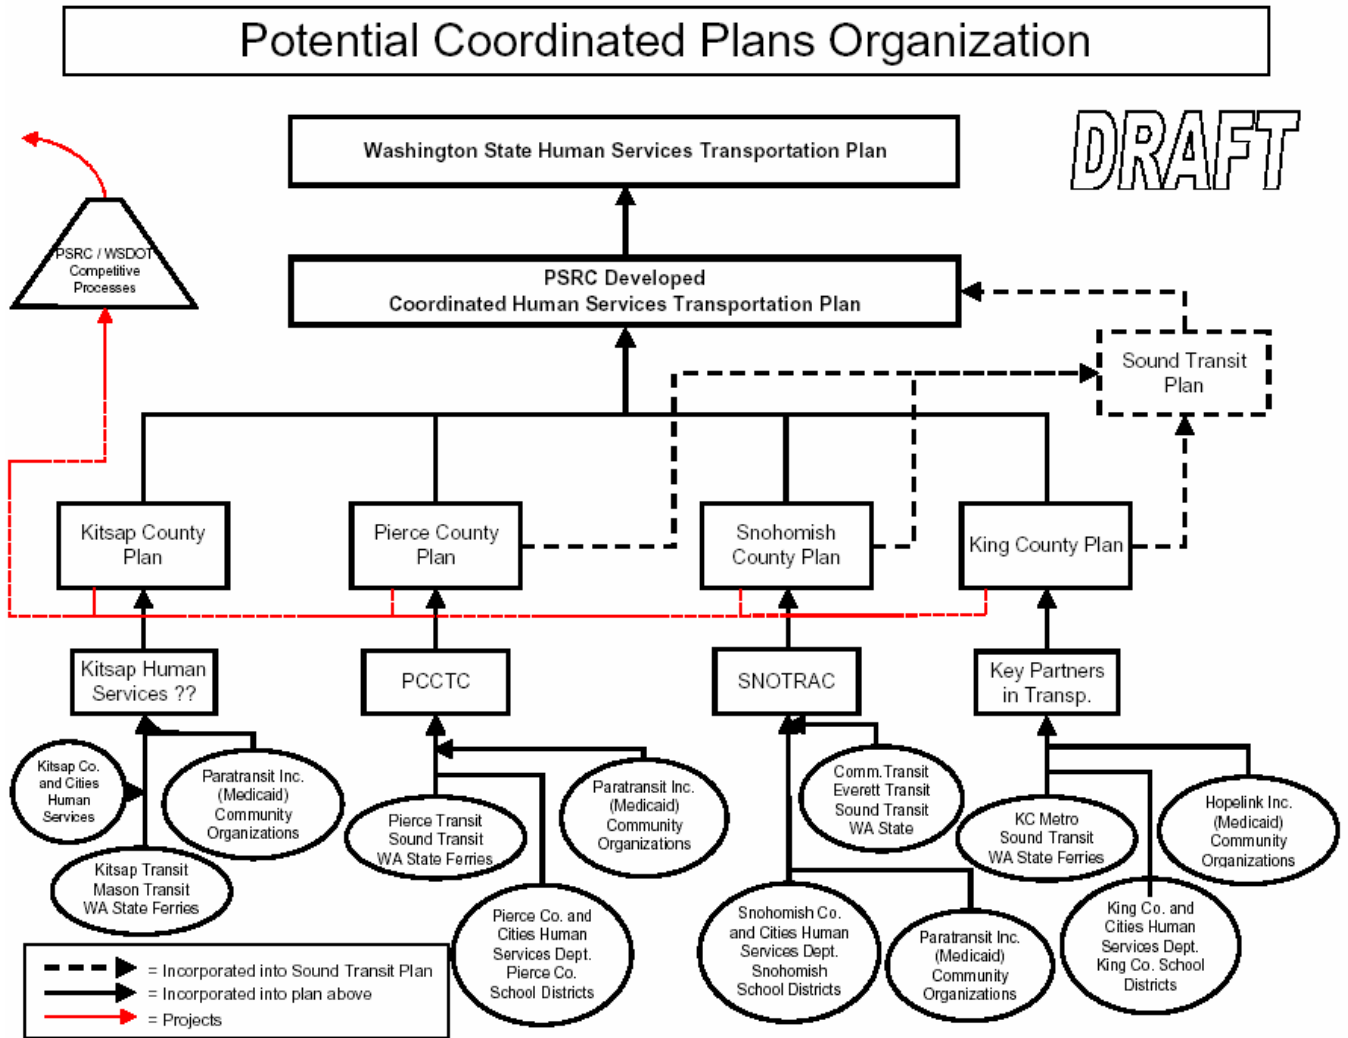 Potential Coordinated Plans Organization
DRAFT
Washington State Human Services Transportation Plan
PSRC / WSDOT
Competitive
Processes
PSRC Developed
Coordinated Human Services Transportation Plan
Sound Transit
Plan
Kitsap County
Plan
Pierce County
Plan
Snohomish
County Plan
King County Plan
Kitsap Human
Services ??
PCCTC
SNOTRAC
Key Partners
in Transp.
Kitsap Co.
and Cities
Human
Services
Paratransit Inc.
(Medicaid)
Community
Organizations
Kitsap Transit
Mason Transit
WA State Ferries
Pierce Transit
Sound Transit
WA State Ferries
Paratransit Inc.
(Medicaid)
Community
Organizations
Pierce Co. and
Cities Human
Services Dept.
Pierce Co.
School Districts
Comm.Transit
Everett Transit
Sound Transit
WA State
Snohomish Co.
and Cities Human
Services Dept.
Snohomish
School Districts
Paratransit Inc.
(Medicaid)
Community
Organizations
KC Metro
Sound Transit
WA State Ferries
Hopelink Inc.
(Medicaid)
Community
Organizations
King Co. and
Cities Human
Services Dept.
King Co. School
Districts
= Incorporated into Sound Transit Plan
= Incorporated into plan above
= Projects